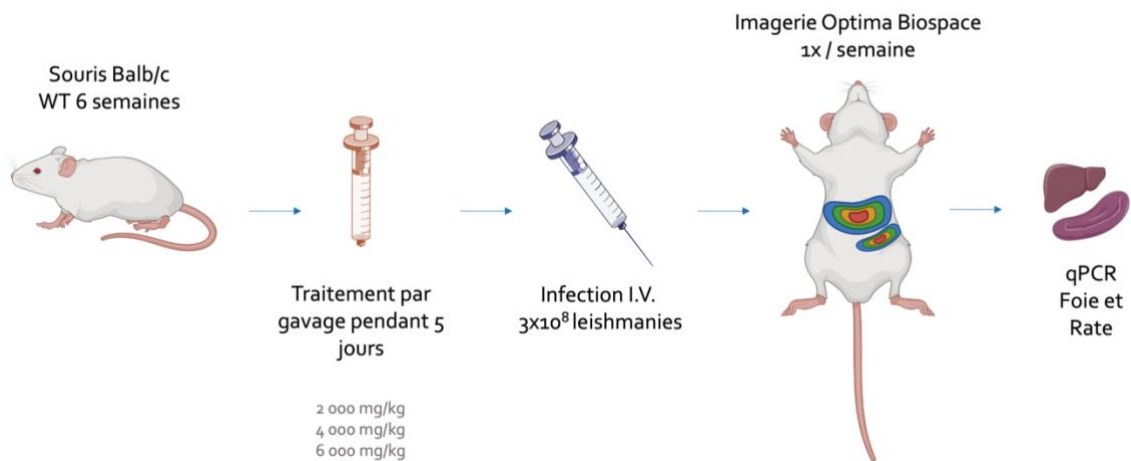 Souris Balb/c
WT 6 semaines
Traitement par
gavage pendant 5
jours
2 000 mg/kg
4 000 mg/kg
6 000 mg/kg
Infection I.V.
3x10⁸ leishmanies
Imagerie Optima Biospace
1x / semaine
qPCR
Foie et
Rate